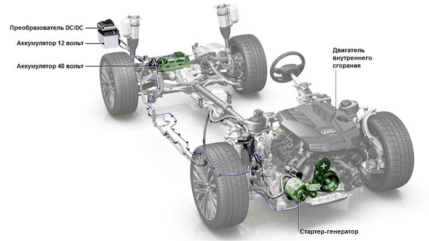 Преобразователь DC/DC
Аккумулятор 12 вольт
Аккумулятор 48 вольт
Двигатель
внутреннего
сгорания
Стартер-генератор